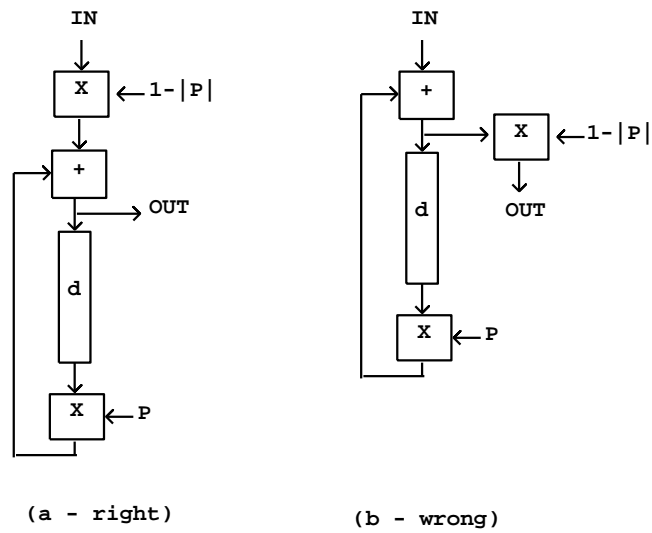 IN
X
1-|P|
+
OUT
d
X
P
(a - right)
IN
+
X
1-|P|
OUT
d
X
P
(b - wrong)